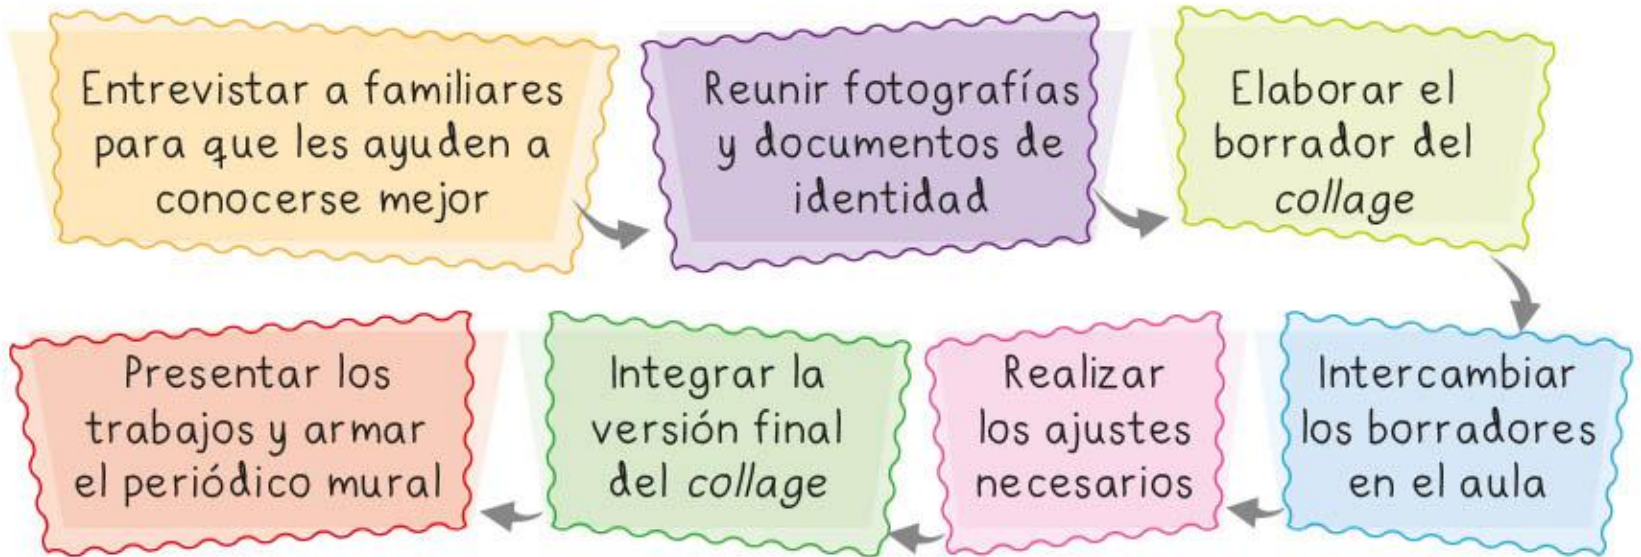 Entrevistar a familiares
para que les ayuden a
conocerse mejor
Reunir fotografías
y documentos de
identidad
Elaborar el
borrador del
collage
Intercambiar
los borradores
en el aula
Realizar
los ajustes
necesarios
Integrar la
versión final
del collage
Presentar los
trabajos y armar
el periódico mural